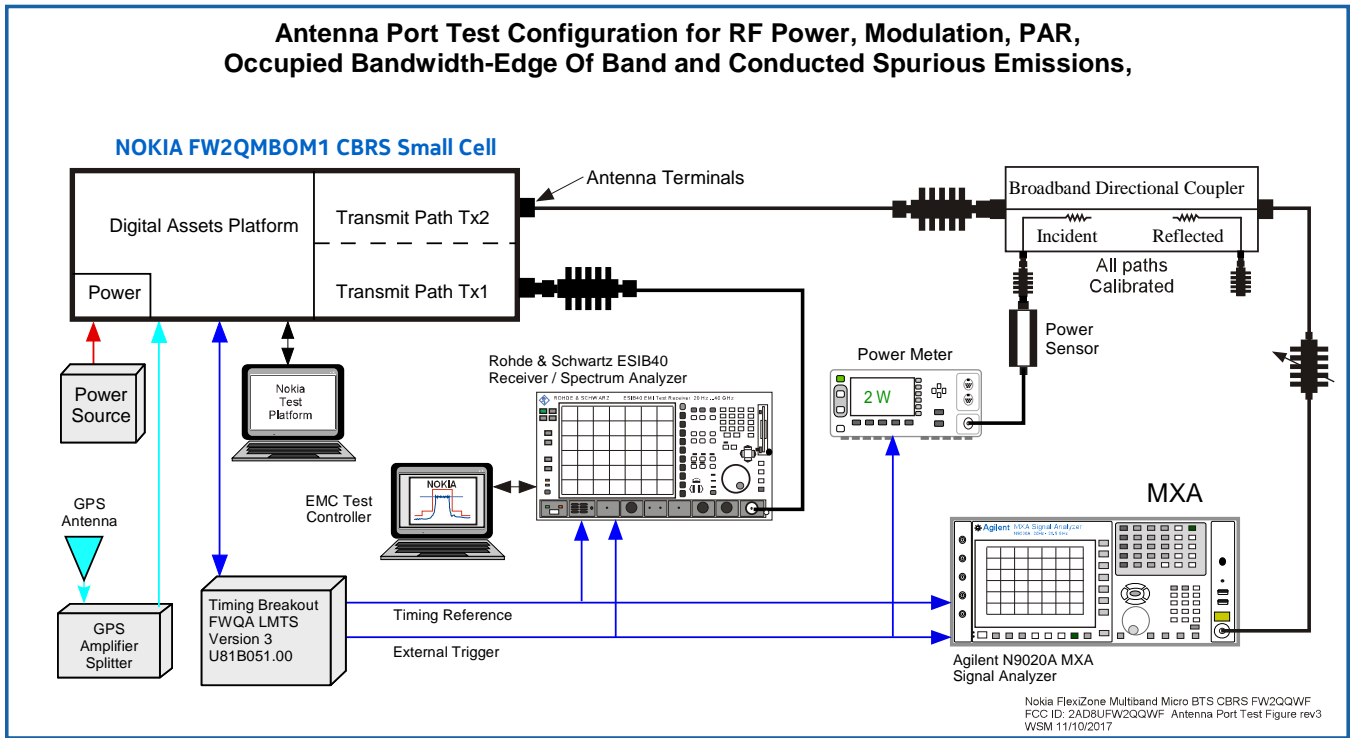 Antenna Port Test Configuration for RF Power, Modulation, PAR,
Occupied Bandwidth-Edge Of Band and Conducted Spurious Emissions,
NOKIA FW2QMBOM1 CBRS Small Cell
Antenna Terminals
Digital Assets Platform
Transmit Path Tx2
Transmit Path Tx1
Power
Broadband Directional Coupler
Incident
Reflected
All paths
Calibrated
Power
Sensor
Power Meter
2 W
Rohde & Schwartz ESIB40
Receiver / Spectrum Analyzer
ROHDE & SCHWARZ
ESIB40 EMI Test Receiver 20 Hz ...40 GHz
Power
Source
Nokia
Test
Platform
NOKIA
EMC Test
Controller
GPS
Antenna
GPS
Amplifier
Splitter
Timing Breakout
FWQA LMTS
Version 3
U81B051.00
Timing Reference
External Trigger
MXA
Agilent MXA Signal Analyzer
Agilent N9020A MXA
Signal Analyzer
Nokia FlexiZone Multiband Micro BTS CBRS FW2QQWF
FCC ID: 2AD8UFW2QQWF Antenna Port Test Figure rev3
WSM 11/10/2017